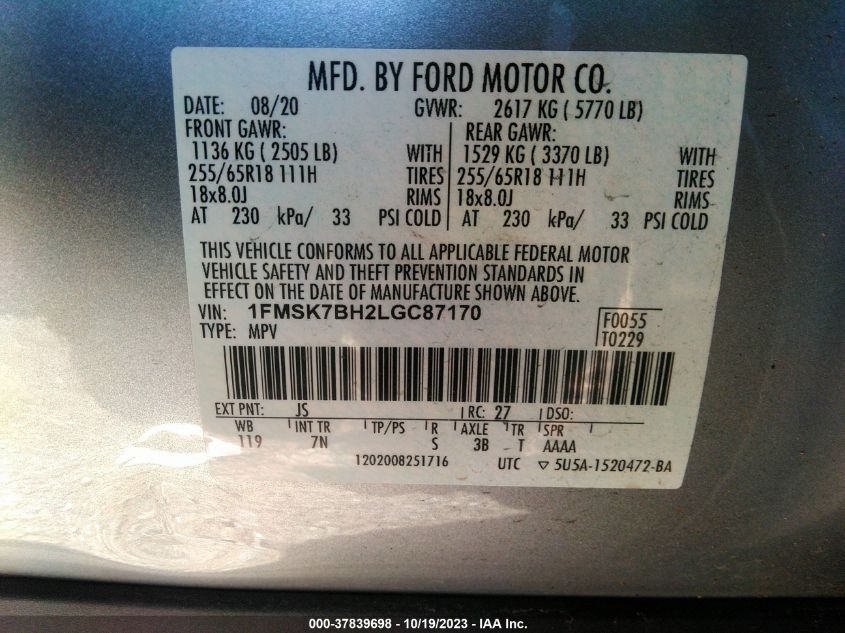 MFD. BY FORD MOTOR CO.
DATE: 08/20 GVWR: 2617 KG ( 5770 LB)
FRONT GAWR: REAR GAWR:
1136 KG ( 2505 LB) WITH 1529 KG ( 3370 LB) WITH
255/65R18 111H TIRES 255/65R18 111H TIRES
18x8.0J RIMS 18x8.0J RIMS
AT 230 kPa/ 33 PSI COLD AT 230 kPa/ 33 PSI COLD
THIS VEHICLE CONFORMS TO ALL APPLICABLE FEDERAL MOTOR
VEHICLE SAFETY AND THEFT PREVENTION STANDARDS IN
EFFECT ON THE DATE OF MANUFACTURE SHOWN ABOVE.
VIN: 1FMSK7BH2LGC87170 F0055
TYPE: MPV T0229
EXT PNT: JS RC: 27 DSO:
WB INT TR TP/PS R AXLE TR SPR
119 7N S 3B T AAAA
1202008251716 UTC ▽ 5U5A-1520472-BA
000-37839698 - 10/19/2023 - IAA Inc.